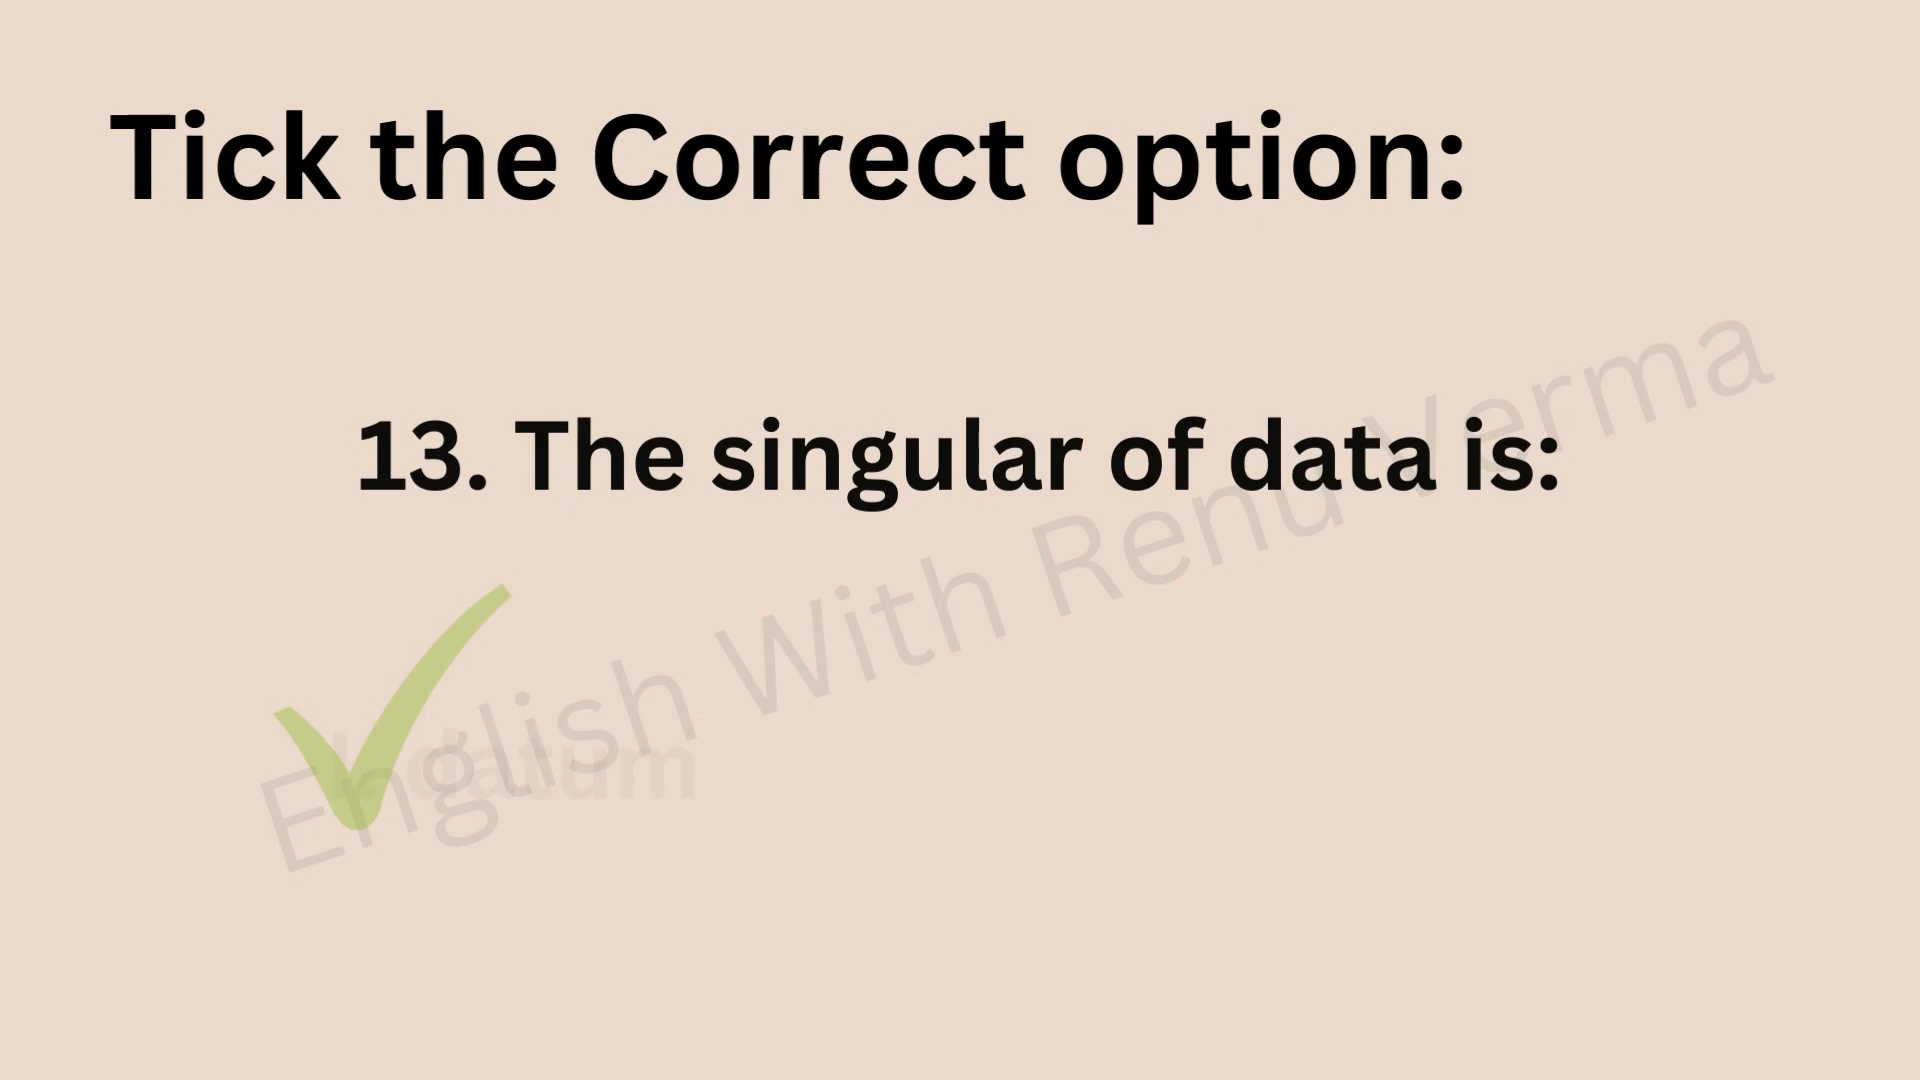 Tick the Correct option:
13. The singular of data is:
datum
English With Renu Verma